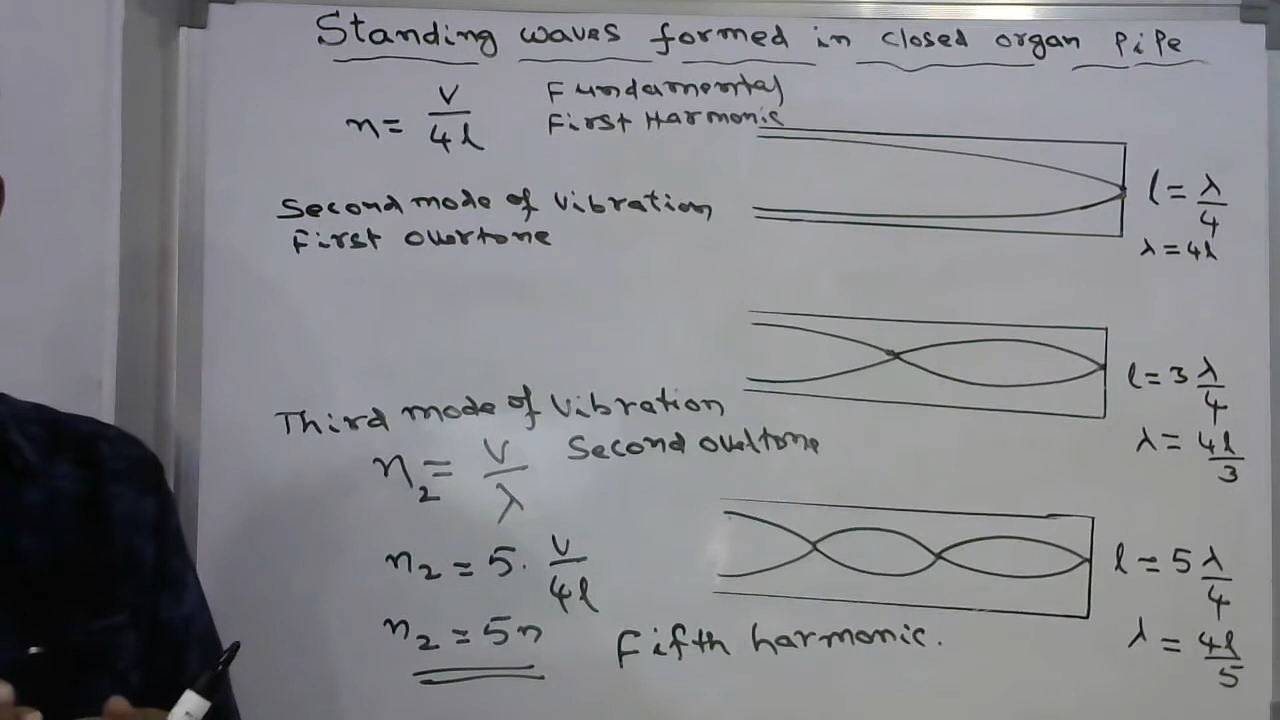 Standing waves formed in closed organ pipe
n = V/4l
Fundamental
First Harmonic
l = λ/4
λ = 4l
Second mode of vibration
First overtone
l = 3 λ/4
λ = 4l/3
Third mode of vibration
Second overtone
n₂ = V/λ
n₂ = 5 . V/4l
n₂ = 5n
Fifth harmonic.
l = 5 λ/4
λ = 4l/5